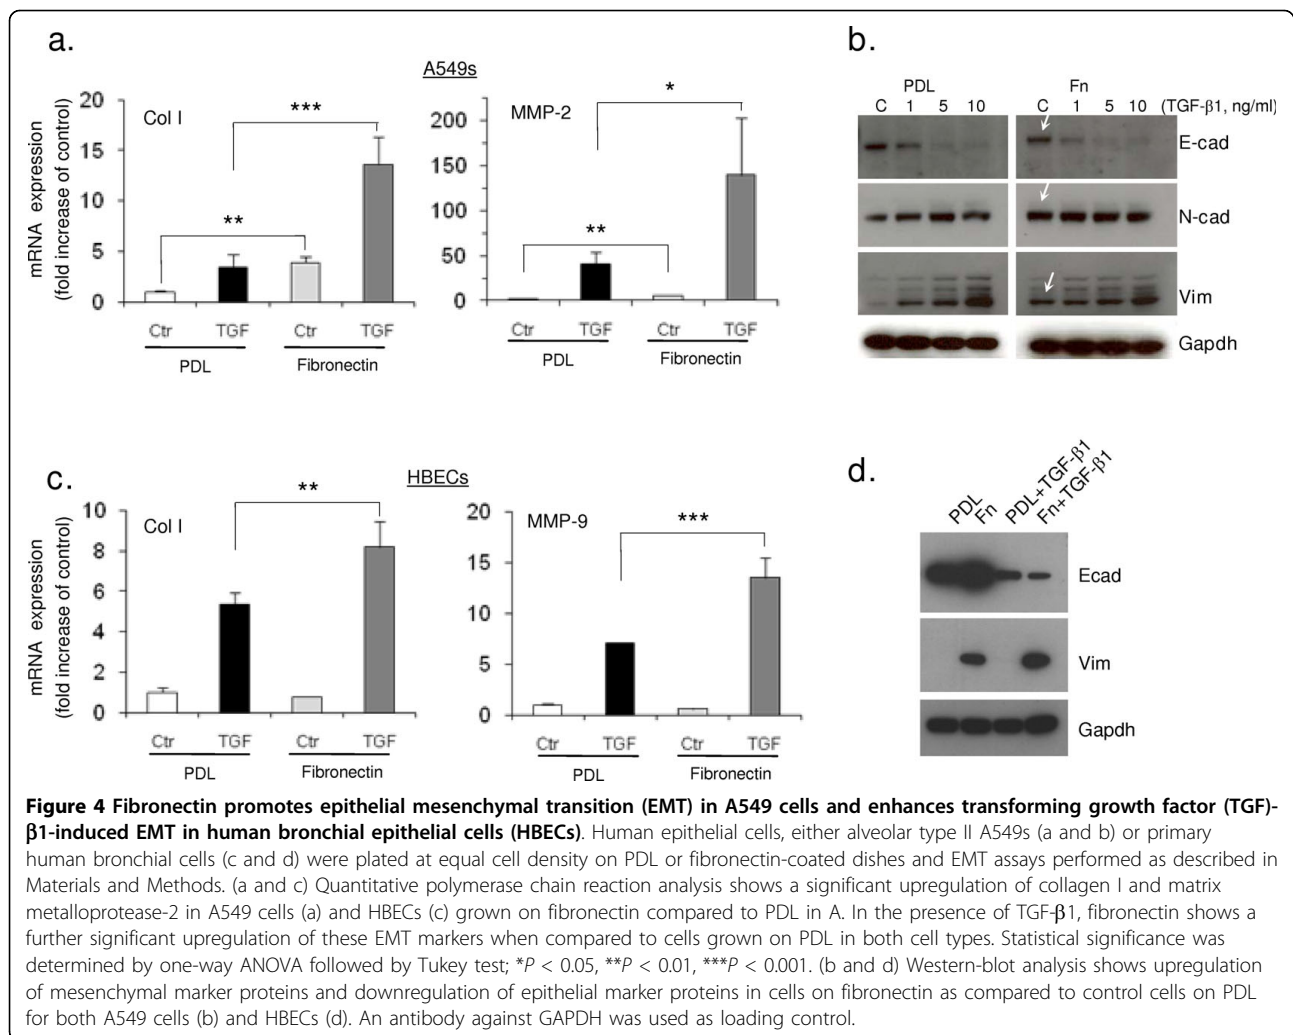 a.
A549s
Col I
***
**
mRNA expression
(fold increase of control)
20
15
10
5
0
Ctr TGF Ctr TGF
PDL Fibronectin
MMP-2
*
**
200
150
100
50
0
Ctr TGF Ctr TGF
PDL Fibronectin
b.
PDL Fn
C 1 5 10 C 1 5 10 (TGF-β1, ng/ml)
E-cad
N-cad
Vim
Gapdh
c.
HBECs
Col I
**
mRNA expression
(fold increase of control)
10
8
6
4
2
0
Ctr TGF Ctr TGF
PDL Fibronectin
MMP-9
***
20
15
10
5
0
Ctr TGF Ctr TGF
PDL Fibronectin
d.
PDL Fn PDL+TGF-β1 Fn+TGF-β1
Ecad
Vim
Gapdh
Figure 4 Fibronectin promotes epithelial mesenchymal transition (EMT) in A549 cells and enhances transforming growth factor (TGF)-
β1-induced EMT in human bronchial epithelial cells (HBECs). Human epithelial cells, either alveolar type II A549s (a and b) or primary
human bronchial cells (c and d) were plated at equal cell density on PDL or fibronectin-coated dishes and EMT assays performed as described in
Materials and Methods. (a and c) Quantitative polymerase chain reaction analysis shows a significant upregulation of collagen I and matrix
metalloprotease-2 in A549 cells (a) and HBECs (c) grown on fibronectin compared to PDL in A. In the presence of TGF-β1, fibronectin shows a
further significant upregulation of these EMT markers when compared to cells grown on PDL in both cell types. Statistical significance was
determined by one-way ANOVA followed by Tukey test; *P < 0.05, **P < 0.01, ***P < 0.001. (b and d) Western-blot analysis shows upregulation
of mesenchymal marker proteins and downregulation of epithelial marker proteins in cells on fibronectin as compared to control cells on PDL
for both A549 cells (b) and HBECs (d). An antibody against GAPDH was used as loading control.